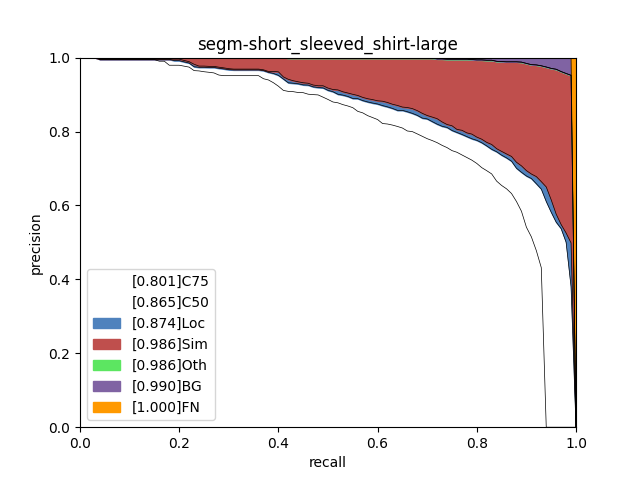 segm-short_sleeved_shirt-large
1.0
0.8
0.6
0.4
0.2
0.0
precision
[0.801]C75
[0.865]C50
[0.874]Loc
[0.986]Sim
[0.986]Oth
[0.990]BG
[1.000]FN
0.0 0.2 0.4 0.6 0.8 1.0
recall